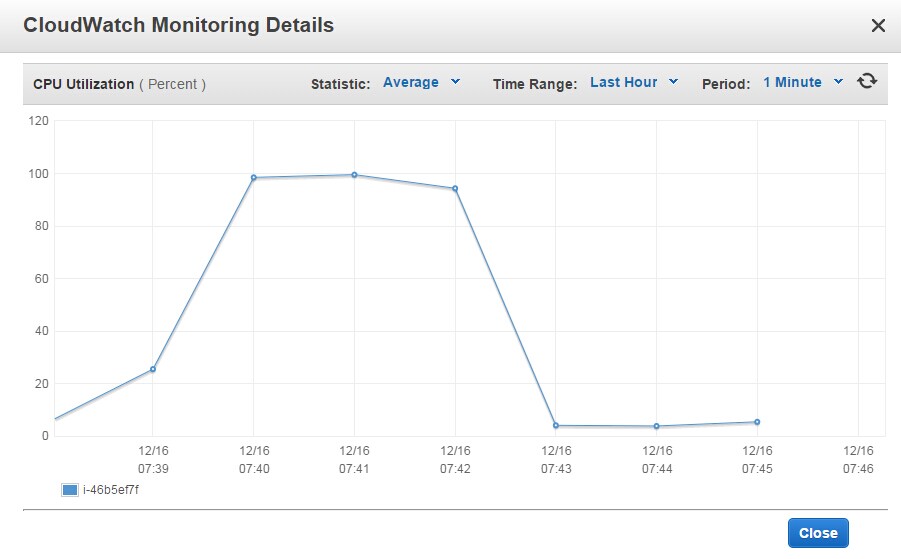 CloudWatch Monitoring Details
CPU Utilization ( Percent ) Statistic: Average Time Range: Last Hour Period: 1 Minute
120
100
80
60
40
20
0
12/16 12/16 12/16 12/16 12/16 12/16 12/16 12/16
07:39 07:40 07:41 07:42 07:43 07:44 07:45 07:46
i-46b5ef7f
Close